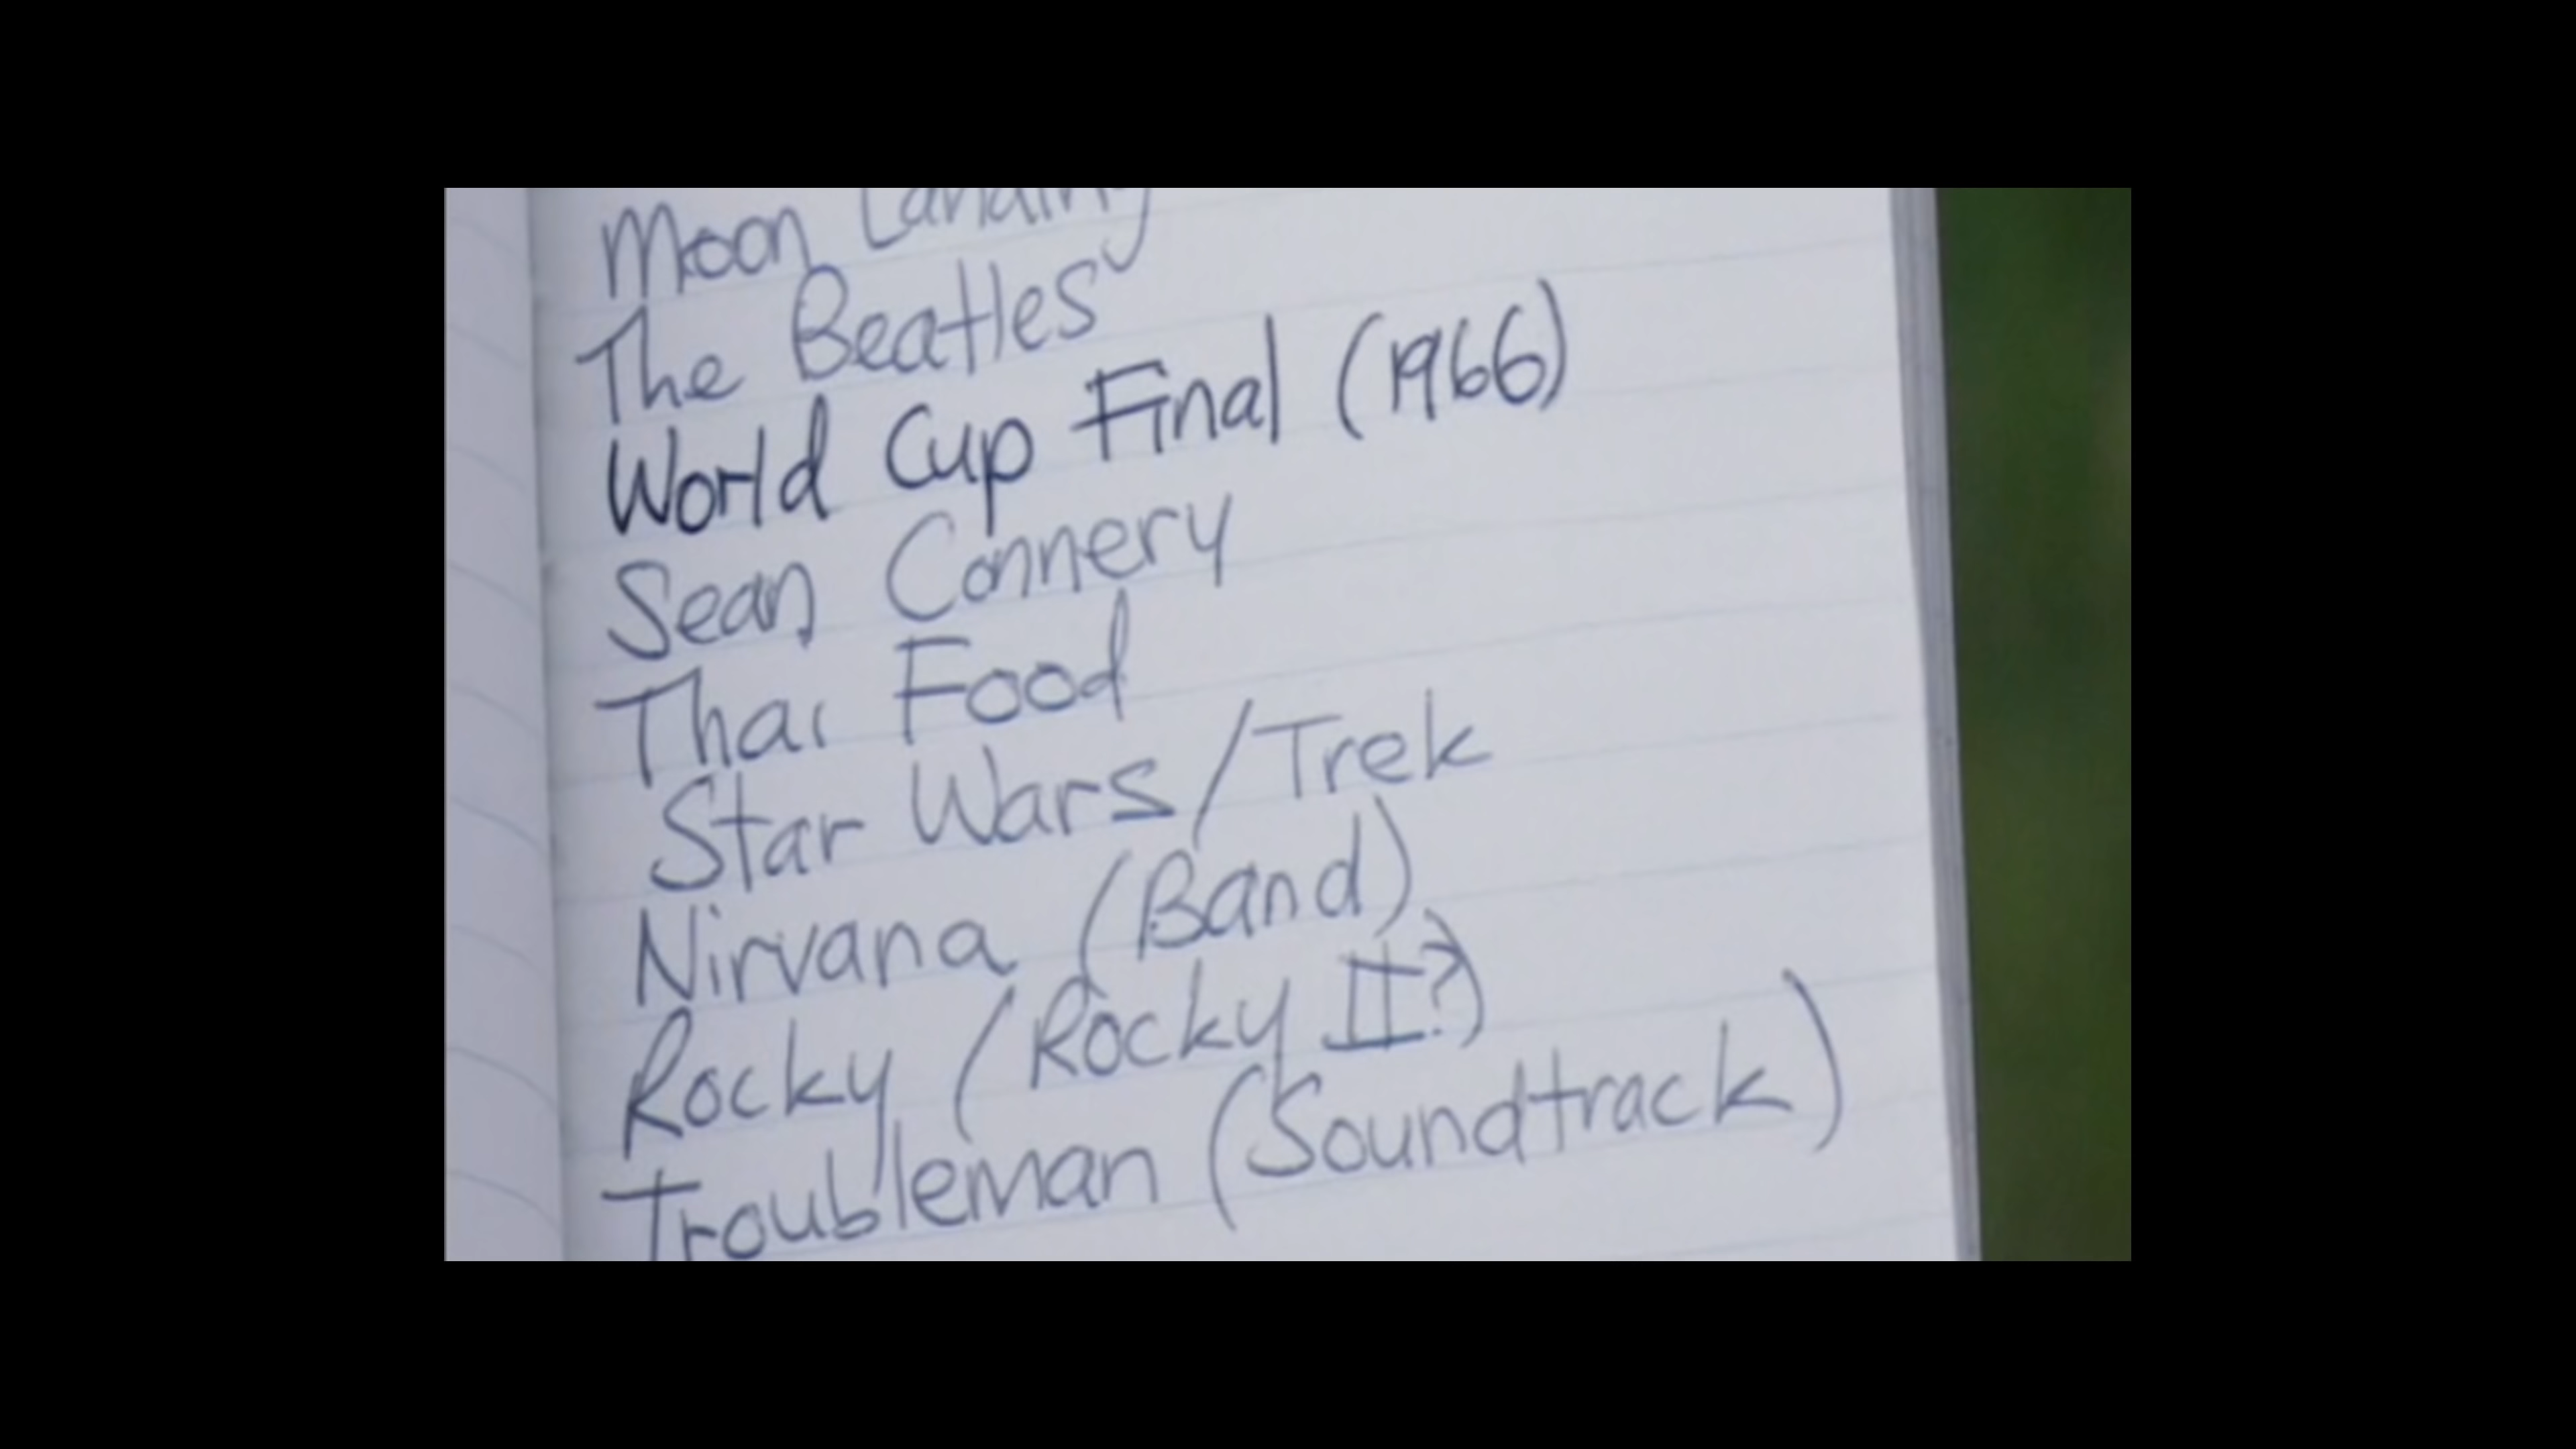 Moon Landing
The Beatles
World Cup Final (1966)
Sean Connery
Thai Food
Star Wars/Trek
Nirvana (Band)
Rocky (Rocky II?)
Troubleman (Soundtrack)